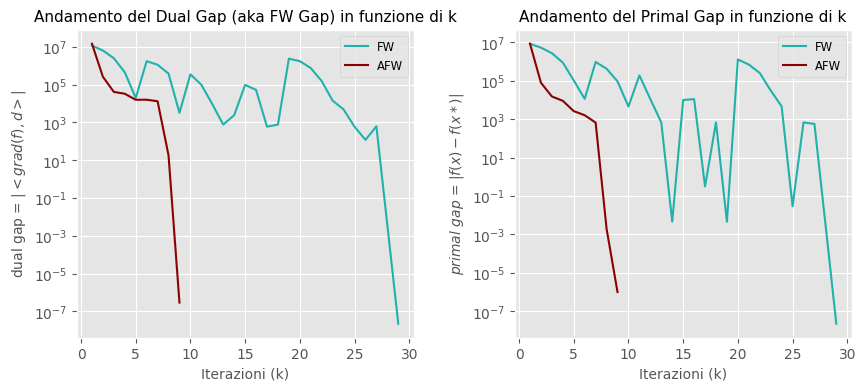 Andamento del Dual Gap (aka FW Gap) in funzione di k
dual gap = | < grad(f), d > |
10^7
10^5
10^3
10^1
10^−1
10^−3
10^−5
10^−7
FW
AFW
0 5 10 15 20 25 30
Iterazioni (k)
Andamento del Primal Gap in funzione di k
primal gap = |f(x) − f(x*)|
10^7
10^5
10^3
10^1
10^−1
10^−3
10^−5
10^−7
FW
AFW
0 5 10 15 20 25 30
Iterazioni (k)